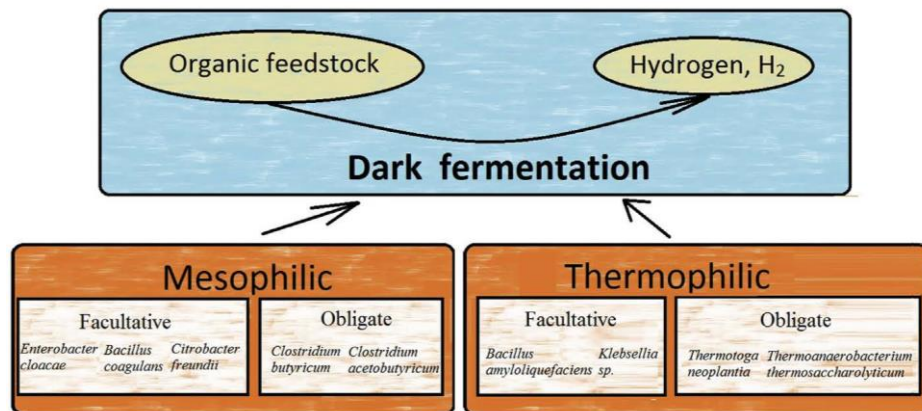 Organic feedstock
Hydrogen, H₂
Dark fermentation
Mesophilic
Facultative
Enterobacter cloacae
Bacillus coagulans
Citrobacter freundii
Obligate
Clostridium butyricum
Clostridium acetobutyricum
Thermophilic
Facultative
Bacillus amyloliquefaciens
Klebsellia sp.
Obligate
Thermotoga neoplantia
Thermoanaerobacterium thermosaccharolyticum